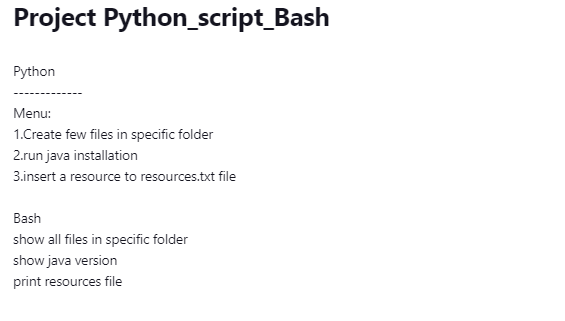 Project Python_script_Bash
Python
-------------
Menu:
1.Create few files in specific folder
2.run java installation
3.insert a resource to resources.txt file
Bash
show all files in specific folder
show java version
print resources file